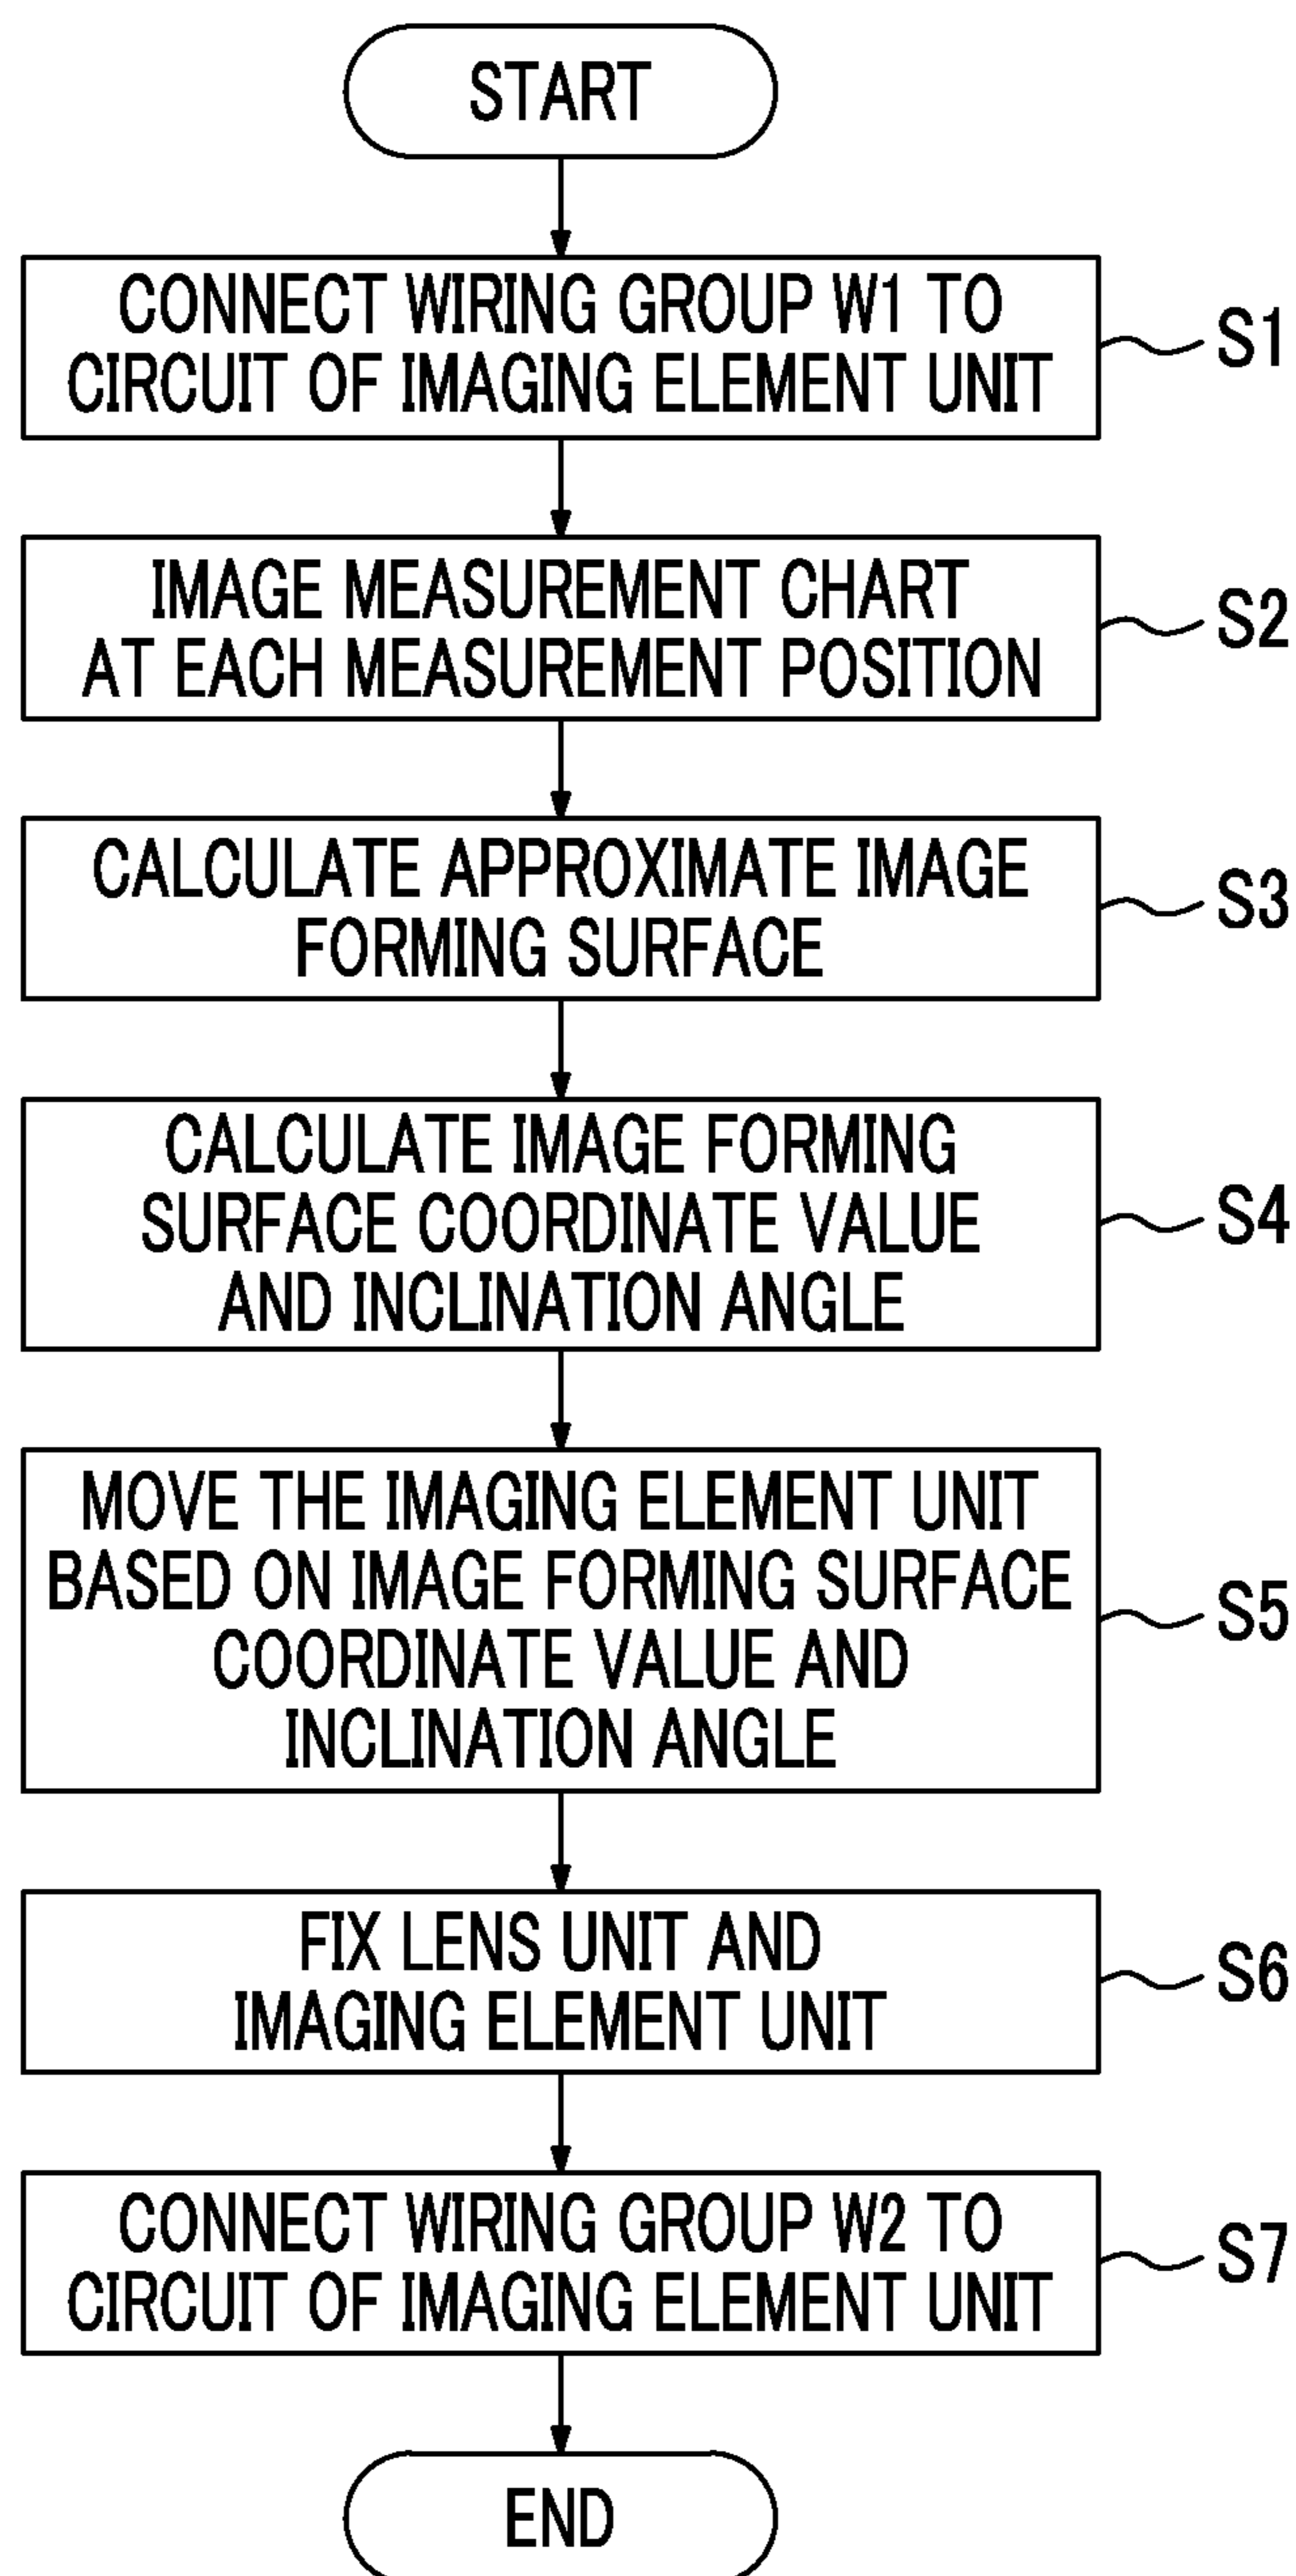 START
CONNECT WIRING GROUP W1 TO
CIRCUIT OF IMAGING ELEMENT UNIT
S1
IMAGE MEASUREMENT CHART
AT EACH MEASUREMENT POSITION
S2
CALCULATE APPROXIMATE IMAGE
FORMING SURFACE
S3
CALCULATE IMAGE FORMING
SURFACE COORDINATE VALUE
AND INCLINATION ANGLE
S4
MOVE THE IMAGING ELEMENT UNIT
BASED ON IMAGE FORMING SURFACE
COORDINATE VALUE AND
INCLINATION ANGLE
S5
FIX LENS UNIT AND
IMAGING ELEMENT UNIT
S6
CONNECT WIRING GROUP W2 TO
CIRCUIT OF IMAGING ELEMENT UNIT
S7
END